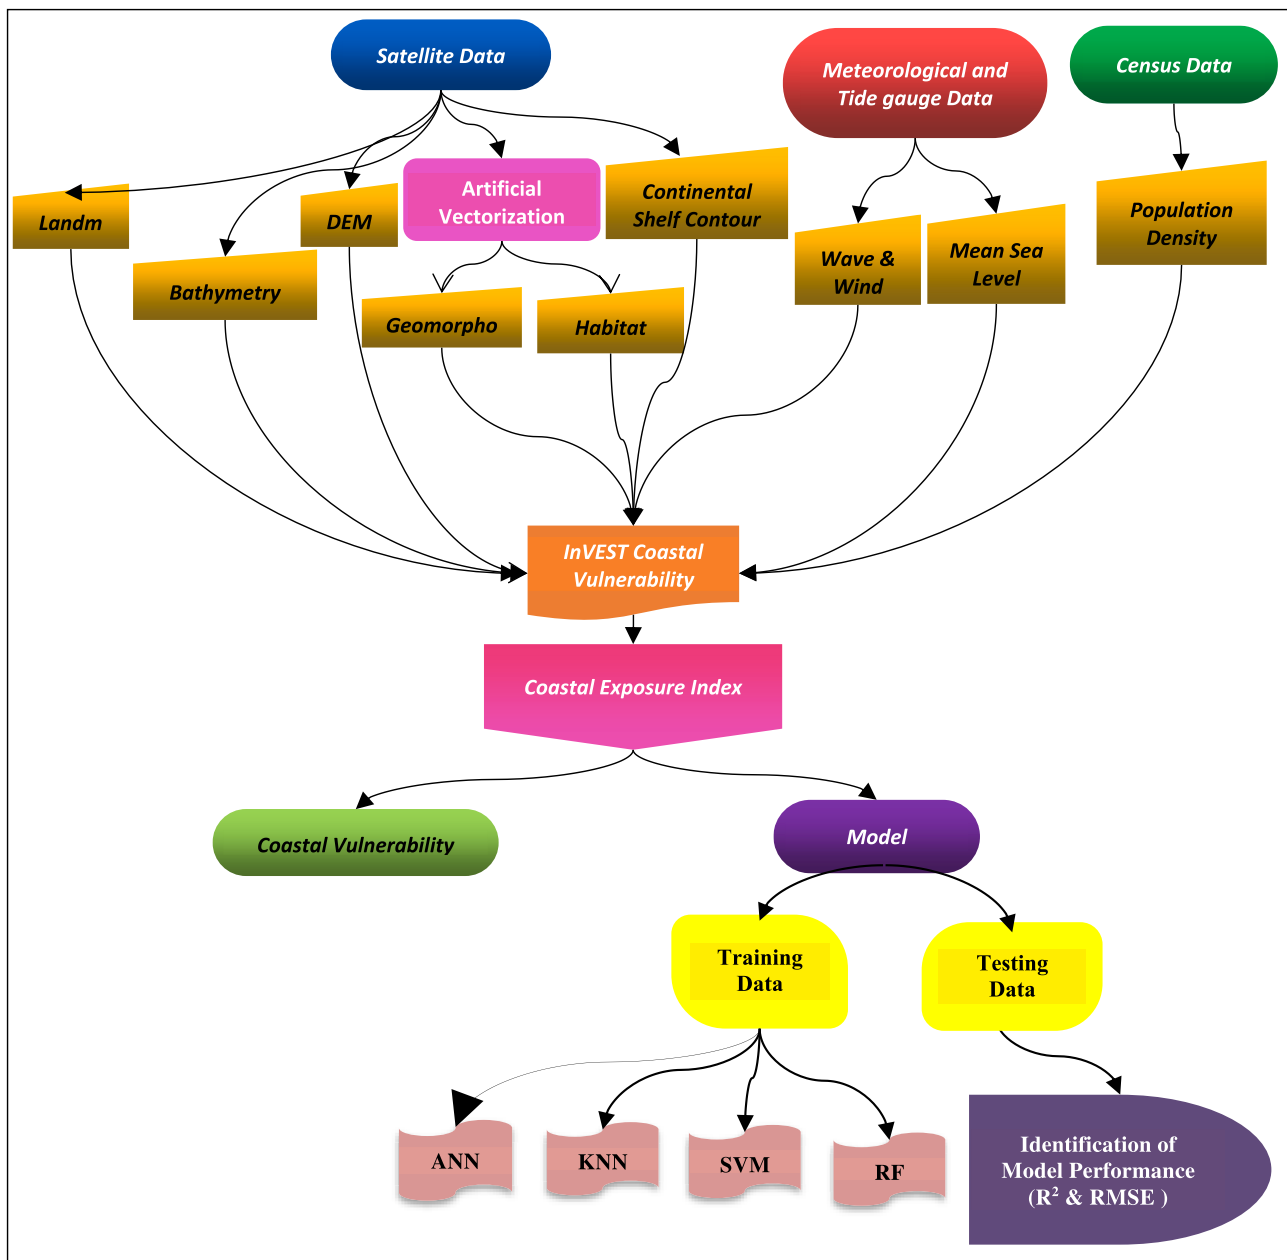 Satellite Data
Meteorological and
Tide gauge Data
Census Data
Landm
Bathymetry
DEM
Artificial
Vectorization
Continental
Shelf Contour
Geomorpho
Habitat
Wave &
Wind
Mean Sea
Level
Population
Density
InVEST Coastal
Vulnerability
Coastal Exposure Index
Coastal Vulnerability
Model
Training
Data
Testing
Data
ANN
KNN
SVM
RF
Identification of
Model Performance
(R² & RMSE )